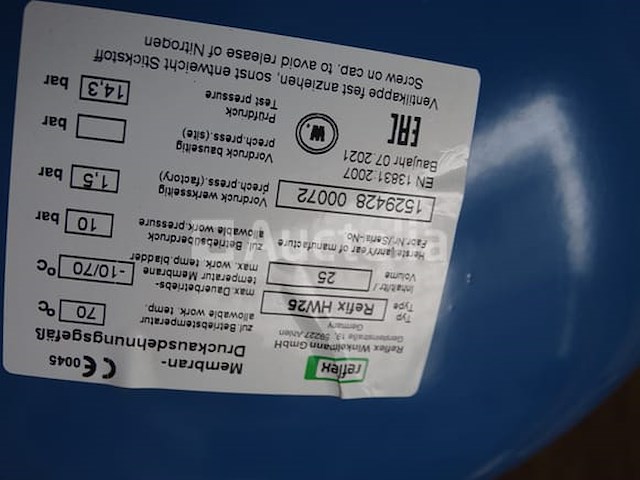 reflex
Reflex Winkelmann GmbH
Gersteinstraße 19, 59227 Ahlen
Germany
Membran-
Druckausdehnungsgefäß
CE 0045
Typ
Type
Refix HW25
Inhalt/ltr /
Volume
25
Herstelljahr/Year of manufacture
Fabr.Nr./Serial-No.
1529428 00072
EN 13831:2007
Baujahr 07.2021
EAC
W.
zul. Betriebstemperatur
allowable work. temp.
70 °C
max. Dauerbetriebs-
temperatur Membrane
max. work. temp.bladder
-10/70 °C
zul. Betriebsüberdruck
allowable work.pressure
10 bar
Vordruck werksseitig
prech.press.(factory)
1,5 bar
Vordruck bauseitig
prech.press.(site)
bar
Prüfdruck
Test pressure
14,3 bar
Ventilkappe fest anziehen, sonst entweicht Stickstoff
Screw on cap, to avoid release of Nitrogen
Auctelia